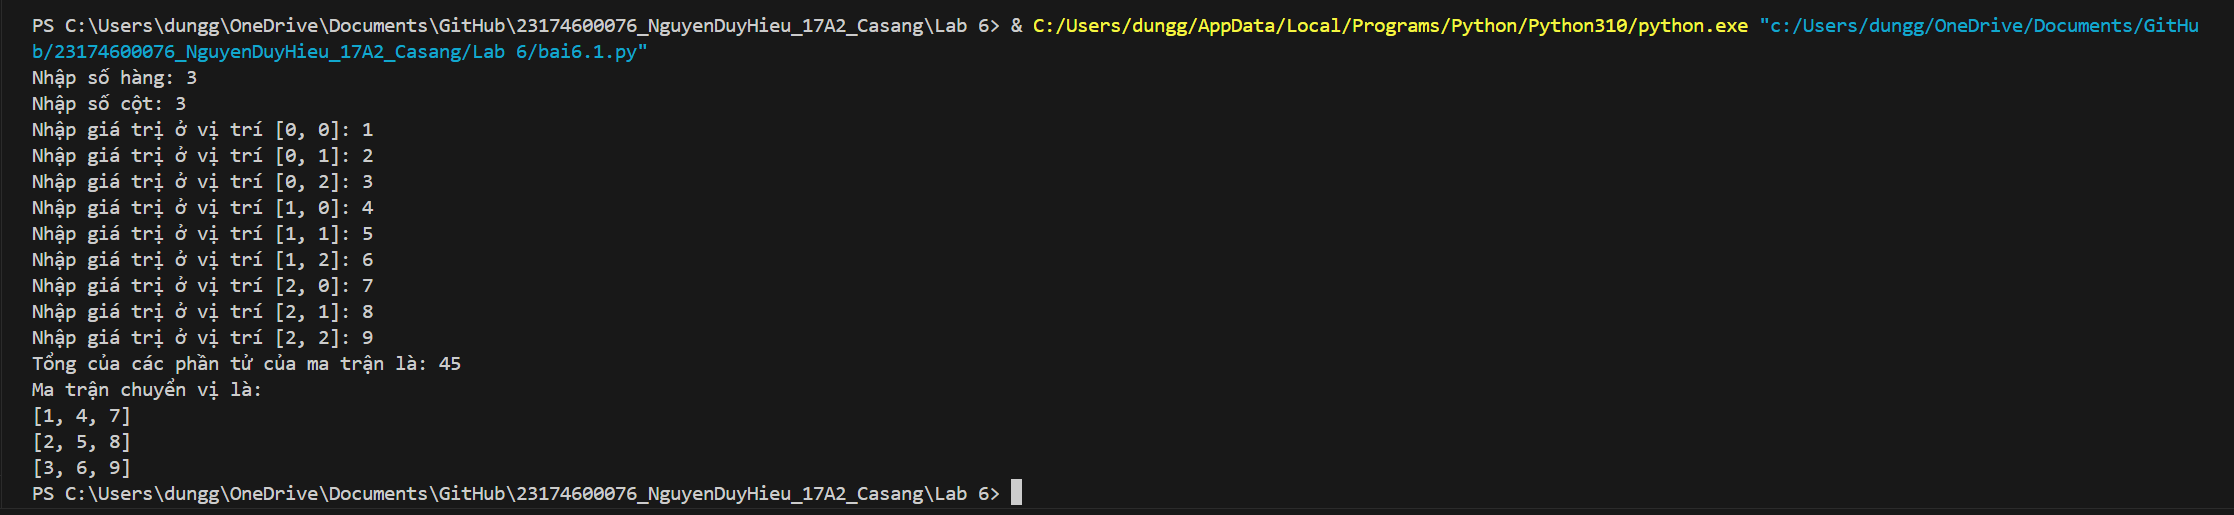 PS C:\Users\dungg\OneDrive\Documents\GitHub\23174600076_NguyenDuyHieu_17A2_Casang\Lab 6> & C:/Users/dungg/AppData/Local/Programs/Python/Python310/python.exe "c:/Users/dungg/OneDrive/Documents/GitHu
b/23174600076_NguyenDuyHieu_17A2_Casang/Lab 6/bai6.1.py"
Nhập số hàng: 3
Nhập số cột: 3
Nhập giá trị ở vị trí [0, 0]: 1
Nhập giá trị ở vị trí [0, 1]: 2
Nhập giá trị ở vị trí [0, 2]: 3
Nhập giá trị ở vị trí [1, 0]: 4
Nhập giá trị ở vị trí [1, 1]: 5
Nhập giá trị ở vị trí [1, 2]: 6
Nhập giá trị ở vị trí [2, 0]: 7
Nhập giá trị ở vị trí [2, 1]: 8
Nhập giá trị ở vị trí [2, 2]: 9
Tổng của các phần tử của ma trận là: 45
Ma trận chuyển vị là:
[1, 4, 7]
[2, 5, 8]
[3, 6, 9]
PS C:\Users\dungg\OneDrive\Documents\GitHub\23174600076_NguyenDuyHieu_17A2_Casang\Lab 6>